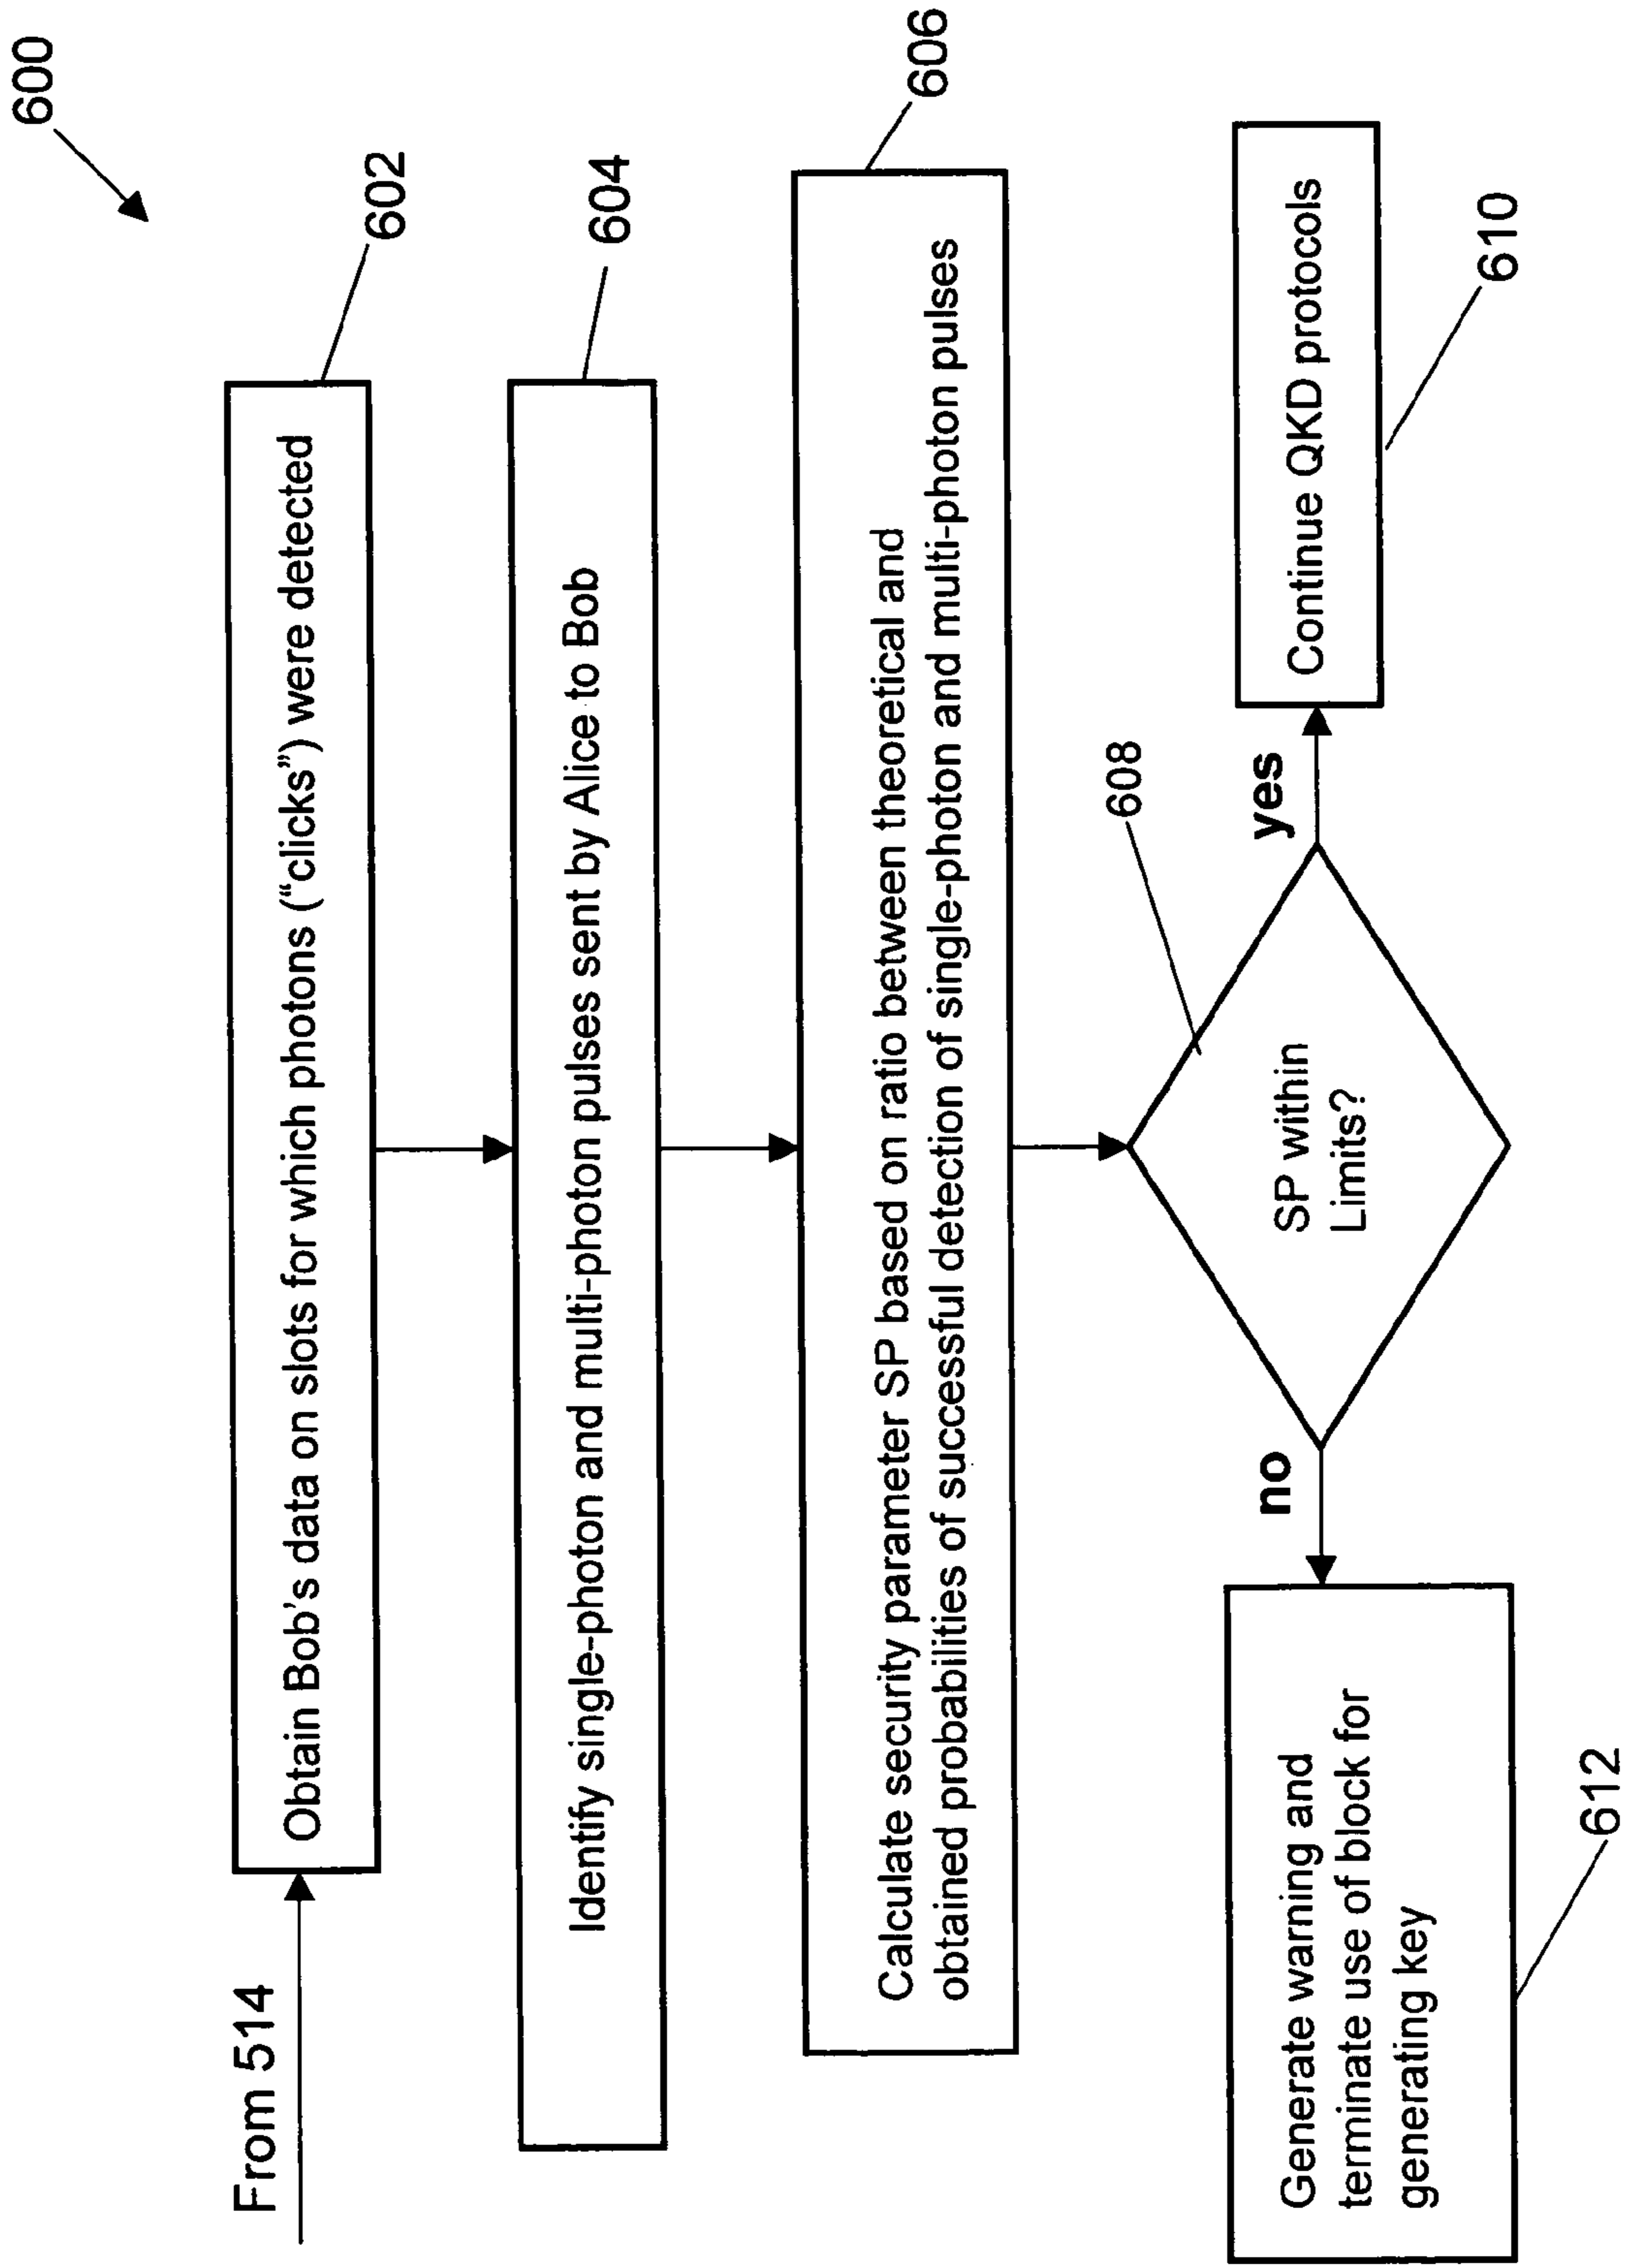 600
From 514
Obtain Bob's data on slots for which photons (“clicks”) were detected
602
Identify single-photon and multi-photon pulses sent by Alice to Bob
604
Calculate security parameter SP based on ratio between theoretical and
obtained probabilities of successful detection of single-photon and multi-photon pulses
606
SP within
Limits?
608
no
yes
Generate warning and
terminate use of block for
generating key
612
Continue QKD protocols
610